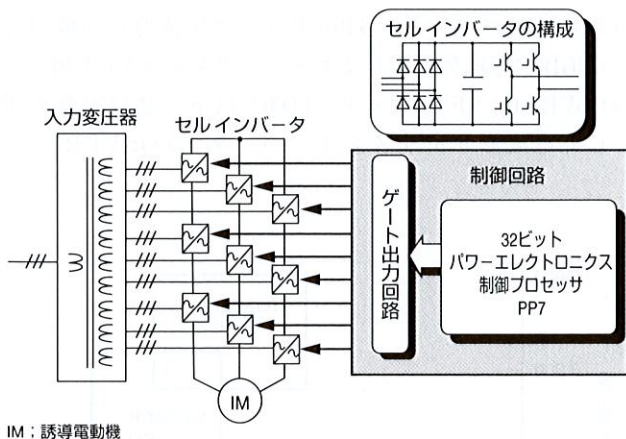 セルインバータの構成
入力変圧器
セルインバータ
制御回路
ゲート出力回路
32ビット
パワーエレクトロニクス
制御プロセッサ
PP7
IM
IM；誘導電動機